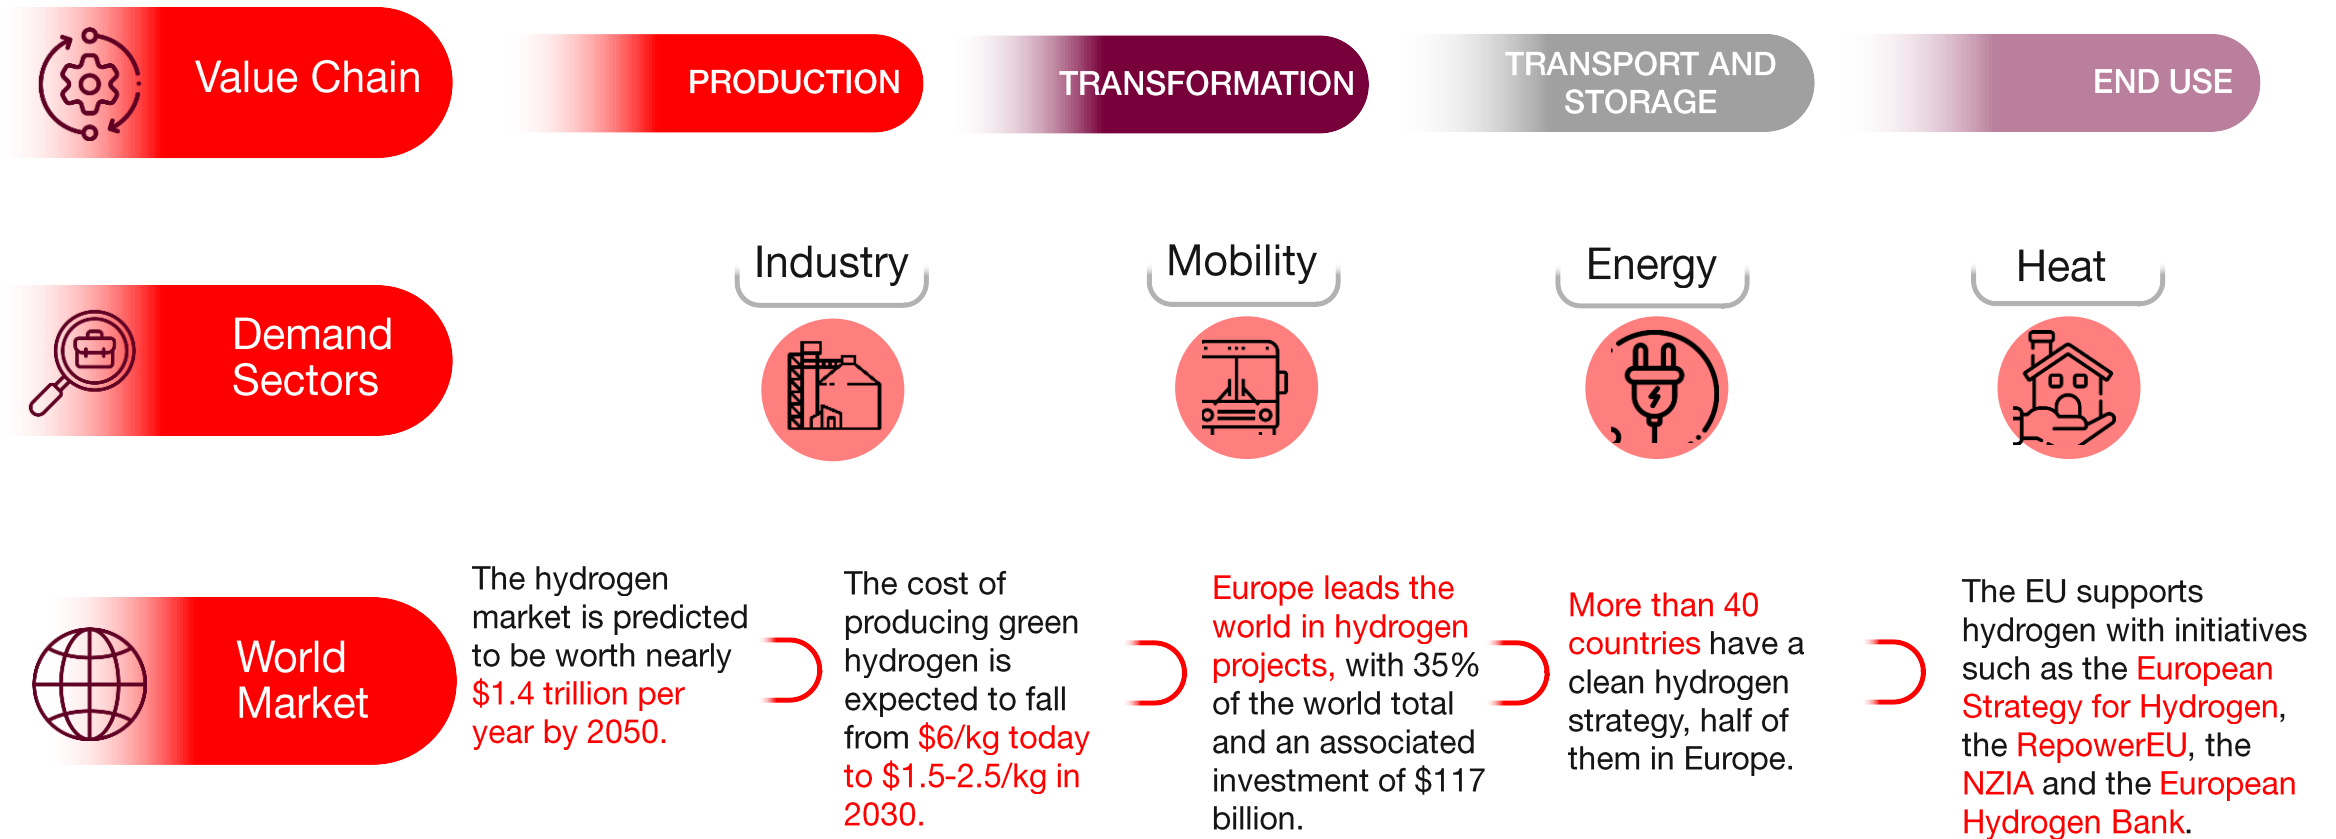 Value Chain
PRODUCTION
TRANSFORMATION
TRANSPORT AND
STORAGE
END USE
Demand
Sectors
Industry
Mobility
Energy
Heat
World
Market
The hydrogen
market is predicted
to be worth nearly
$1.4 trillion per
year by 2050.
The cost of
producing green
hydrogen is
expected to fall
from $6/kg today
to $1.5-2.5/kg in
2030.
Europe leads the
world in hydrogen
projects, with 35%
of the world total
and an associated
investment of $117
billion.
More than 40
countries have a
clean hydrogen
strategy, half of
them in Europe.
The EU supports
hydrogen with initiatives
such as the European
Strategy for Hydrogen,
the RepowerEU, the
NZIA and the European
Hydrogen Bank.